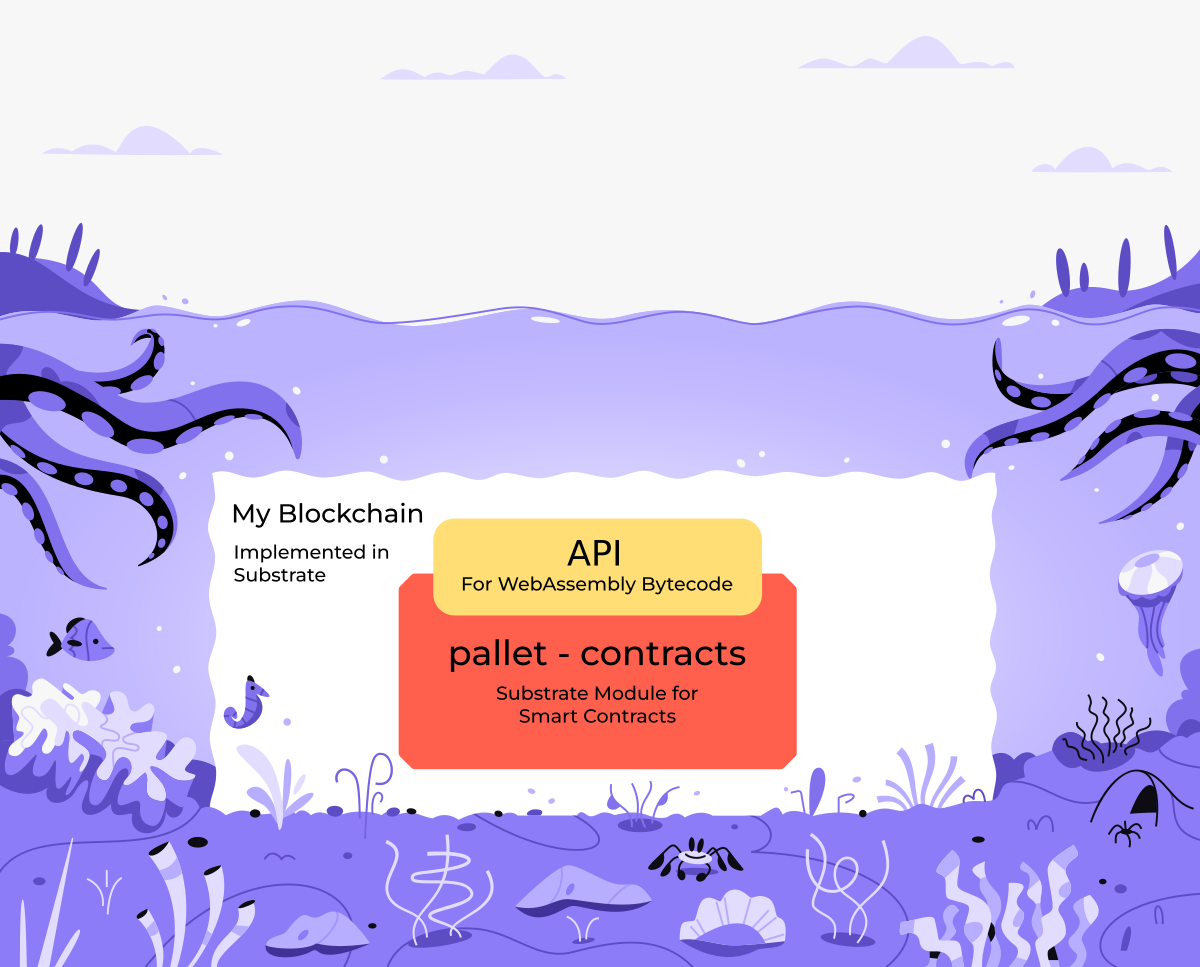 My Blockchain
Implemented in
Substrate
API
For WebAssembly Bytecode
pallet - contracts
Substrate Module for
Smart Contracts